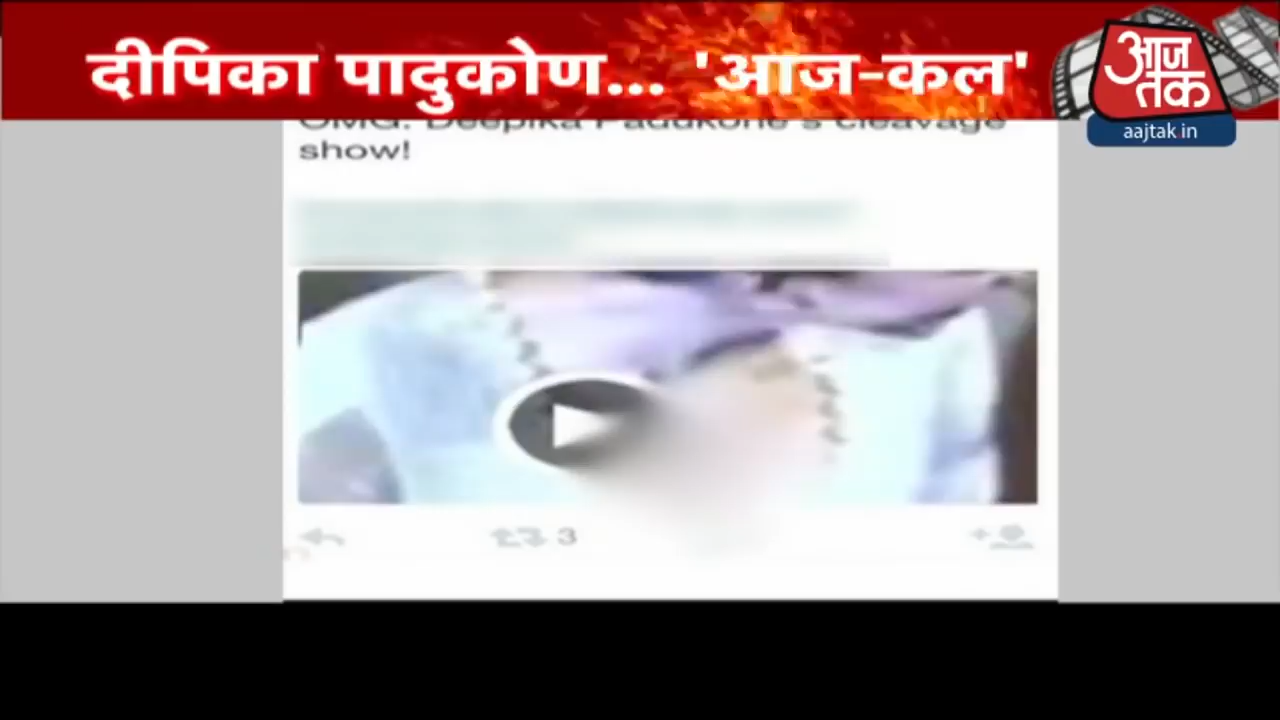 दीपिका पादुकोण... 'आज-कल'
आज
तक
aajtak.in
OMG: Deepika Padukone's cleavage
show!
3